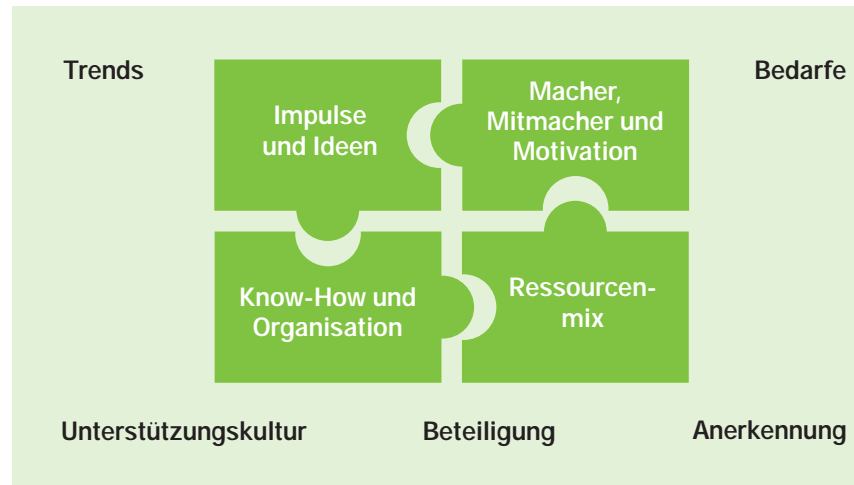 Trends
Bedarfe
Impulse
und Ideen
Macher,
Mitmacher und
Motivation
Know-How und
Organisation
Ressourcen-
mix
Unterstützungskultur
Beteiligung
Anerkennung